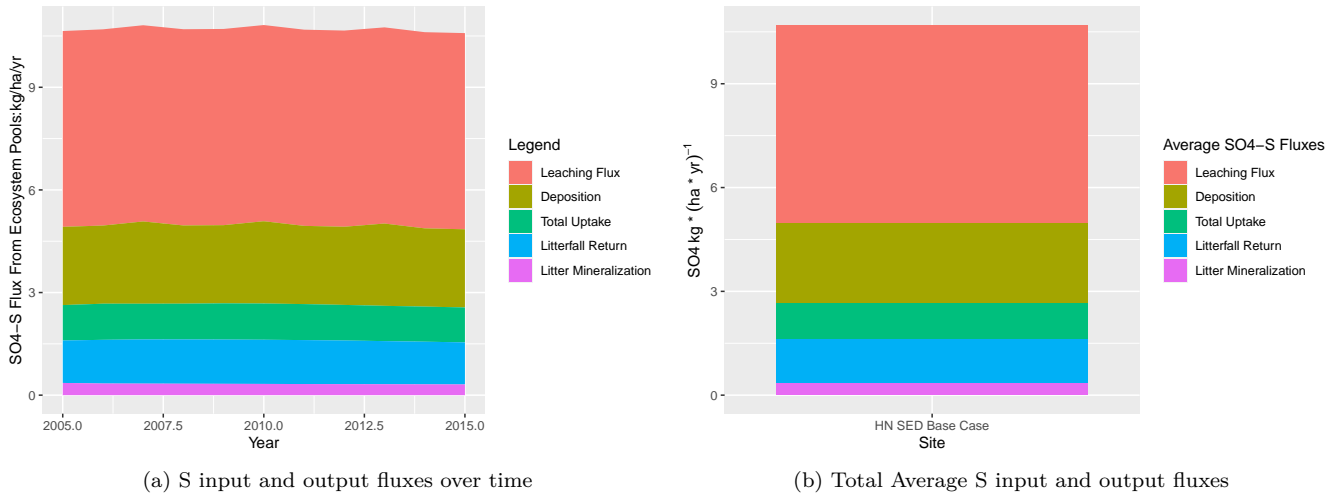 SO4−S Flux From Ecosystem Pools:kg/ha/yr
9
6
3
0
2005.0 2007.5 2010.0 2012.5 2015.0
Year
Legend
Leaching Flux
Deposition
Total Uptake
Litterfall Return
Litter Mineralization
(a) S input and output fluxes over time
SO4 kg * (ha * yr)⁻¹
9
6
3
0
HN SED Base Case
Site
Average SO4−S Fluxes
Leaching Flux
Deposition
Total Uptake
Litterfall Return
Litter Mineralization
(b) Total Average S input and output fluxes